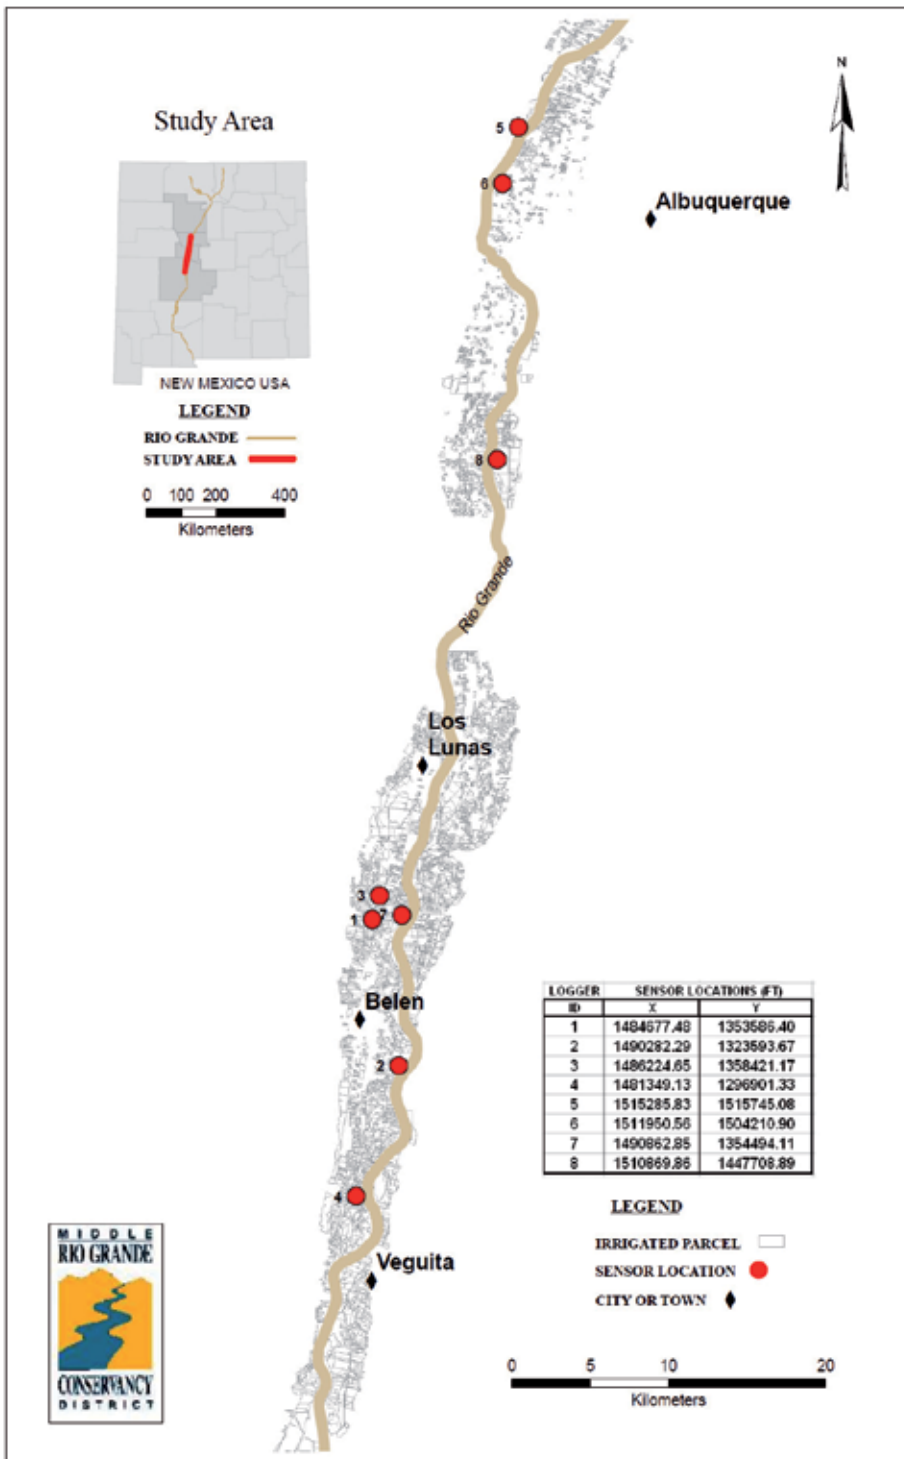 Study Area
NEW MEXICO USA
LEGEND
RIO GRANDE
STUDY AREA
0 100 200 400
Kilometers
N
5
6
Albuquerque
8
Rio Grande
Los
Lunas
3
1
7
Belen
2
4
Veguita
LOGGER SENSOR LOCATIONS (FT)
ID X Y
1 1484677.48 1353586.40
2 1490282.29 1323593.67
3 1486224.65 1358421.17
4 1481349.13 1296901.33
5 1515285.83 1515745.08
6 1511950.56 1504210.90
7 1490862.85 1354494.11
8 1510869.86 1447708.89
LEGEND
IRRIGATED PARCEL
SENSOR LOCATION
CITY OR TOWN
0 5 10 20
Kilometers
MIDDLE
RIO GRANDE
CONSERVANCY
DISTRICT